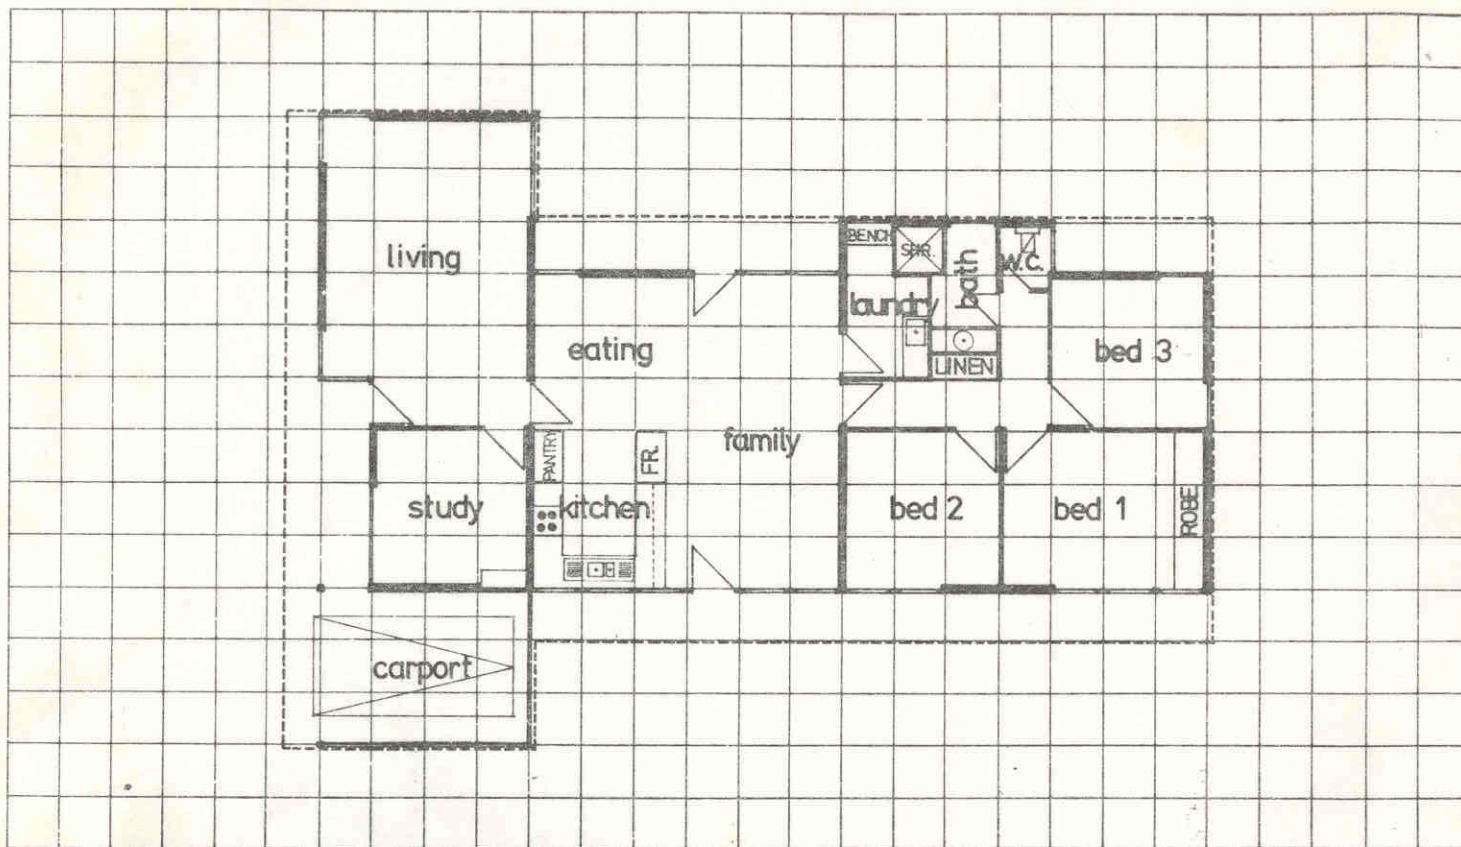 living
BENCH
SHR.
bath
W.C.
laundry
eating
LINEN
bed 3
family
PANTRY
FR.
study
kitchen
bed 2
bed 1
ROBE
carport